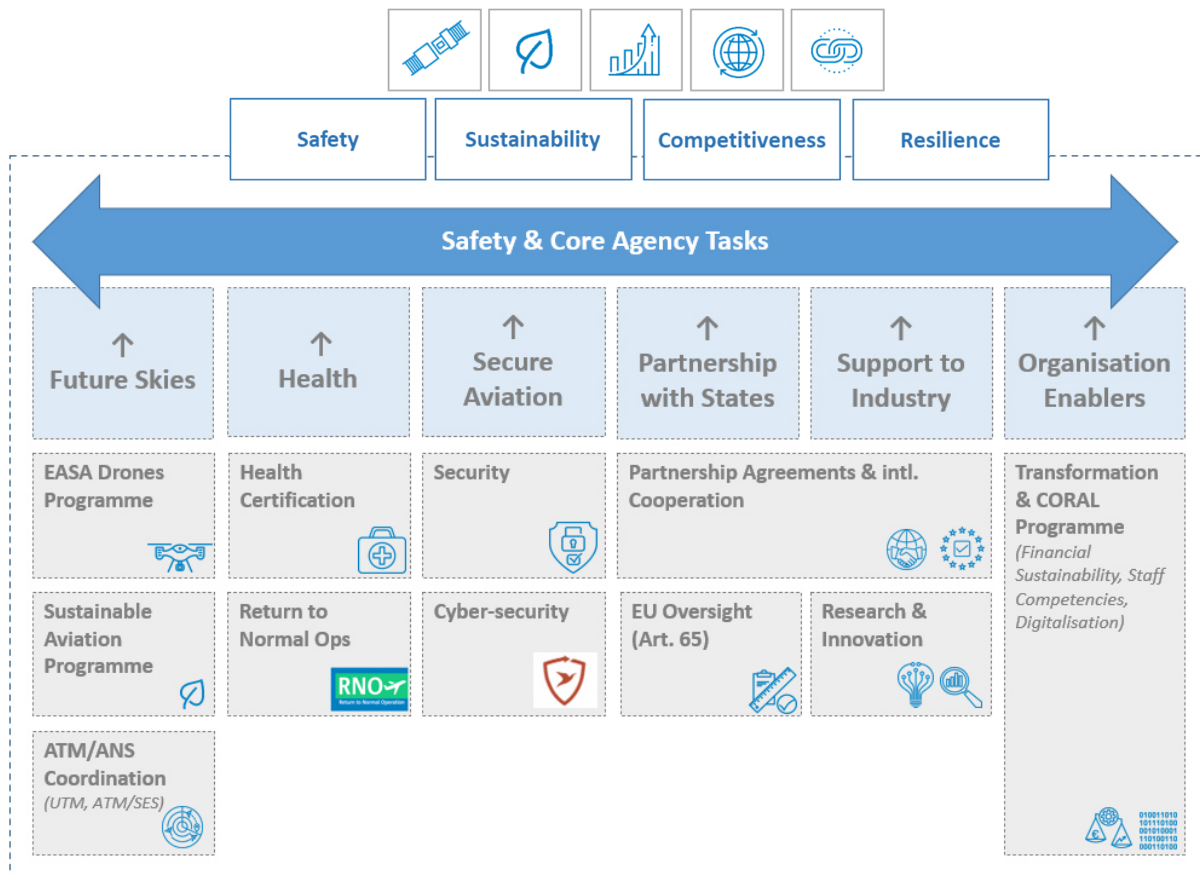 Safety
Sustainability
Competitiveness
Resilience
Safety & Core Agency Tasks
↑
Future Skies
↑
Health
↑
Secure
Aviation
↑
Partnership
with States
↑
Support to
Industry
↑
Organisation
Enablers
EASA Drones
Programme
Health
Certification
Security
Partnership Agreements & intl.
Cooperation
Transformation
& CORAL
Programme
(Financial
Sustainability, Staff
Competencies,
Digitalisation)
Sustainable
Aviation
Programme
Return to
Normal Ops
RNO
Return to Normal Operation
Cyber-security
EU Oversight
(Art. 65)
Research &
Innovation
ATM/ANS
Coordination
(UTM, ATM/SES)
€
010011010
101110100
001010001
110100110
000110100